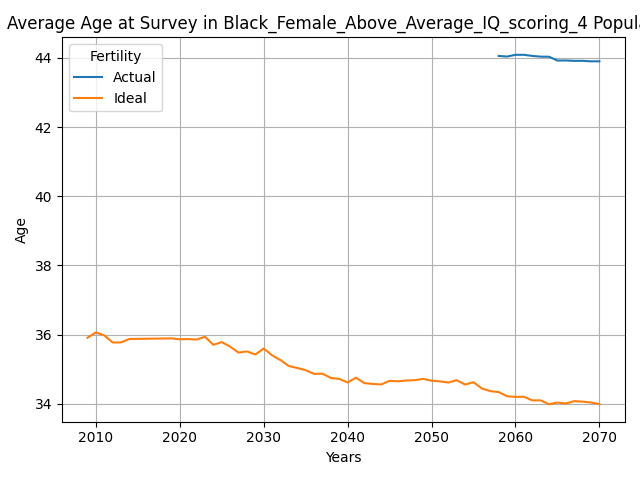 Average Age at Survey in Black_Female_Above_Average_IQ_scoring_4 Popul
Fertility
Actual
Ideal
44
42
40
38
36
34
Age
2010 2020 2030 2040 2050 2060 2070
Years